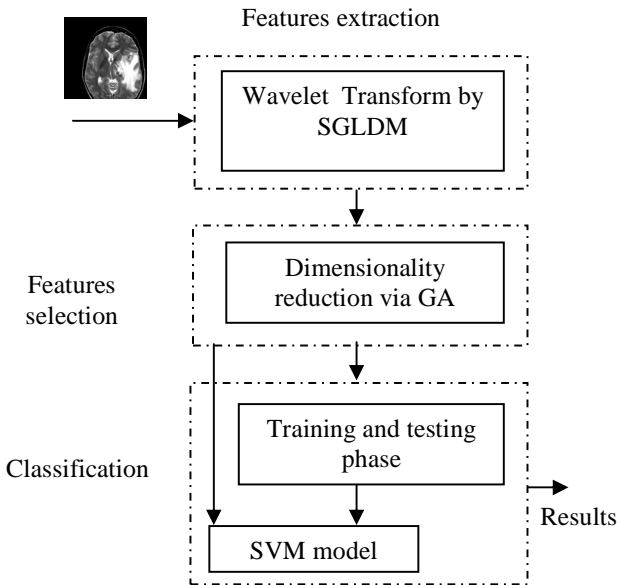 Features extraction
Wavelet Transform by
SGLDM
Dimensionality
reduction via GA
Features
selection
Training and testing
phase
Classification
Results
SVM model